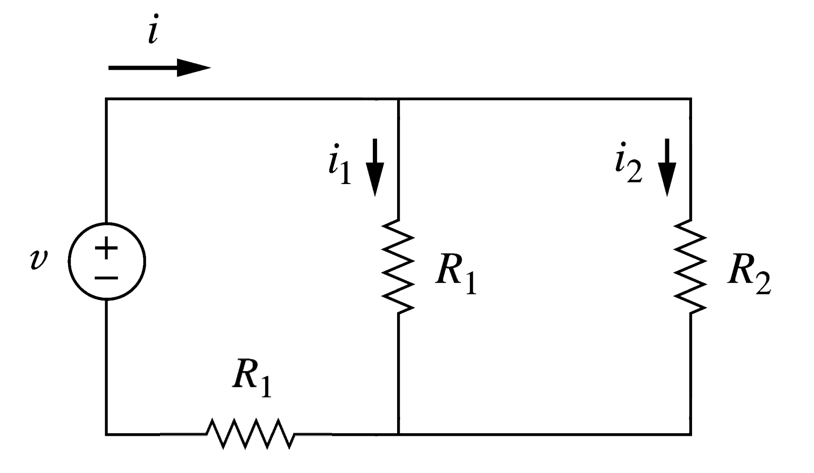 i
i₁
i₂
v
+
−
R₁
R₂
R₁